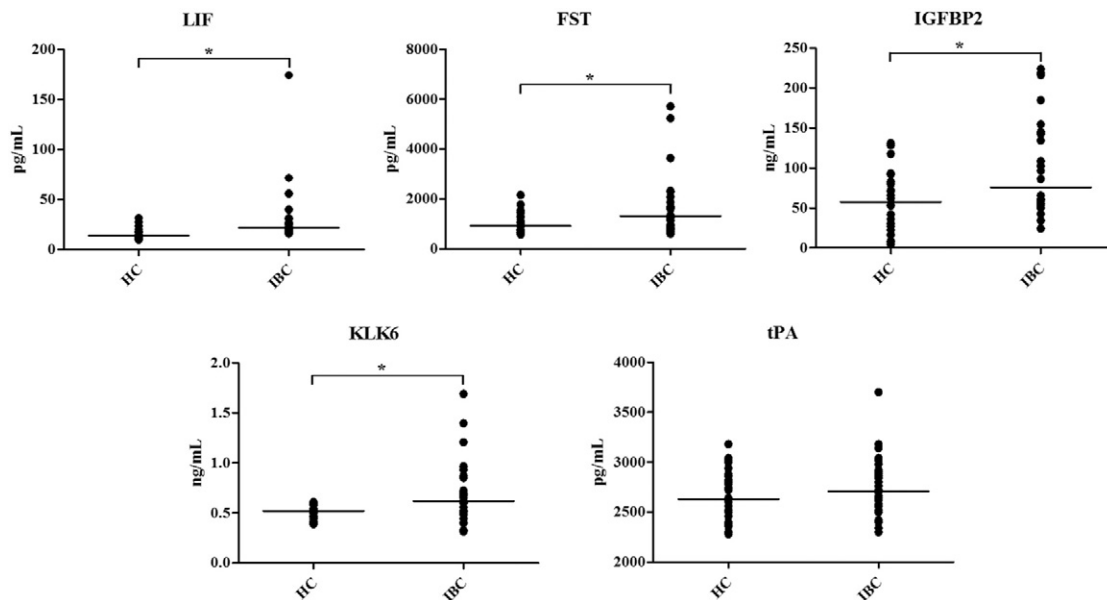 LIF
200
150
100
50
0
pg/mL
*
HC
IBC
FST
8000
6000
4000
2000
0
pg/mL
*
HC
IBC
IGFBP2
250
200
150
100
50
0
ng/mL
*
HC
IBC
KLK6
2.0
1.5
1.0
0.5
0.0
ng/mL
*
HC
IBC
tPA
4000
3500
3000
2500
2000
pg/mL
HC
IBC